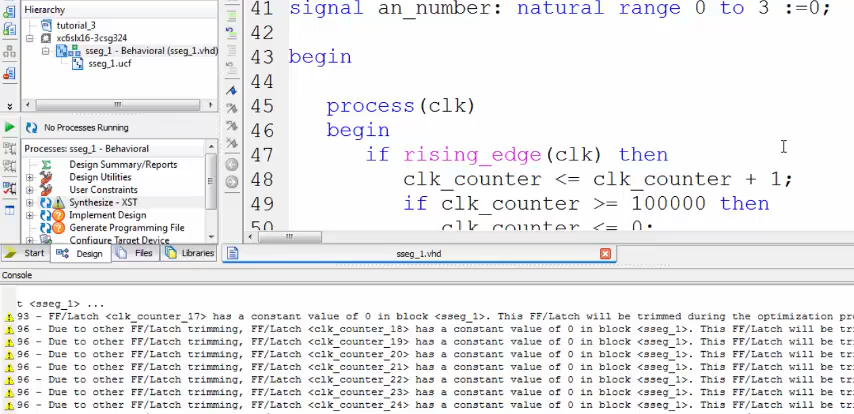 Hierarchy
tutorial_3
xc6slx16-3csg324
sseg_1 - Behavioral (sseg_1.vhd)
sseg_1.ucf
No Processes Running
Processes: sseg_1 - Behavioral
Design Summary/Reports
Design Utilities
User Constraints
Synthesize - XST
Implement Design
Generate Programming File
Configure Target Device
Start
Design
Files
Libraries
41 signal an_number: natural range 0 to 3 :=0;
42
43 begin
44
45 process(clk)
46 begin
47 if rising_edge(clk) then
48 clk_counter <= clk_counter + 1;
49 if clk_counter >= 100000 then
50 clk_counter <= 0;
sseg_1.vhd
Console
t <sseg_1> ...
93 - FF/Latch <clk_counter_17> has a constant value of 0 in block <sseg_1>. This FF/Latch will be trimmed during the optimization pro
96 - Due to other FF/Latch trimming, FF/Latch <clk_counter_18> has a constant value of 0 in block <sseg_1>. This FF/Latch will be tri
96 - Due to other FF/Latch trimming, FF/Latch <clk_counter_19> has a constant value of 0 in block <sseg_1>. This FF/Latch will be tri
96 - Due to other FF/Latch trimming, FF/Latch <clk_counter_20> has a constant value of 0 in block <sseg_1>. This FF/Latch will be tri
96 - Due to other FF/Latch trimming, FF/Latch <clk_counter_21> has a constant value of 0 in block <sseg_1>. This FF/Latch will be tri
96 - Due to other FF/Latch trimming, FF/Latch <clk_counter_22> has a constant value of 0 in block <sseg_1>. This FF/Latch will be tri
96 - Due to other FF/Latch trimming, FF/Latch <clk_counter_23> has a constant value of 0 in block <sseg_1>. This FF/Latch will be tri
96 - Due to other FF/Latch trimming, FF/Latch <clk_counter_24> has a constant value of 0 in block <sseg_1>. This FF/Latch will be tri